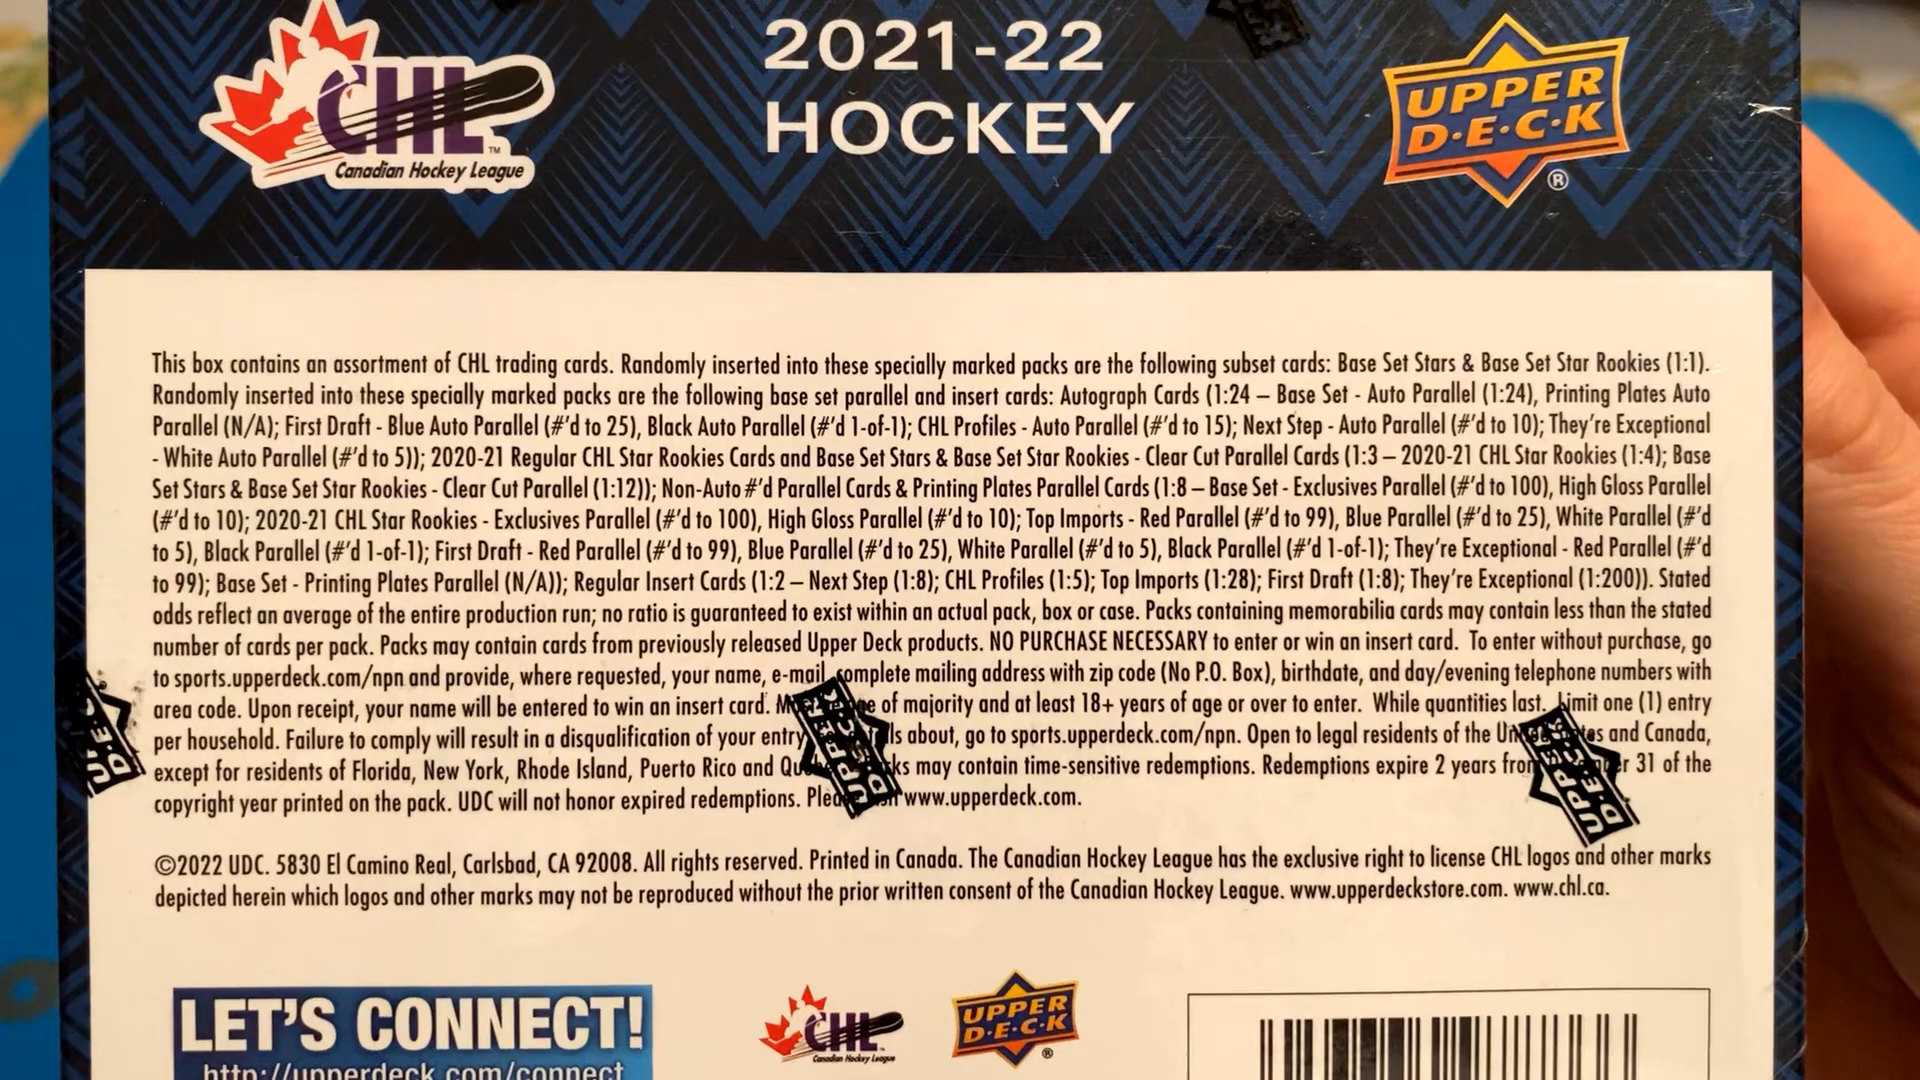 CHL™
Canadian Hockey League
2021-22
HOCKEY
UPPER
D•E•C•K
®
This box contains an assortment of CHL trading cards. Randomly inserted into these specially marked packs are the following subset cards: Base Set Stars & Base Set Star Rookies (1:1).
Randomly inserted into these specially marked packs are the following base set parallel and insert cards: Autograph Cards (1:24 – Base Set - Auto Parallel (1:24), Printing Plates Auto
Parallel (N/A); First Draft - Blue Auto Parallel (#'d to 25), Black Auto Parallel (#'d 1-of-1); CHL Profiles - Auto Parallel (#'d to 15); Next Step - Auto Parallel (#'d to 10); They're Exceptional
- White Auto Parallel (#'d to 5)); 2020-21 Regular CHL Star Rookies Cards and Base Set Stars & Base Set Star Rookies - Clear Cut Parallel Cards (1:3 – 2020-21 CHL Star Rookies (1:4); Base
Set Stars & Base Set Star Rookies - Clear Cut Parallel (1:12)); Non-Auto #'d Parallel Cards & Printing Plates Parallel Cards (1:8 – Base Set - Exclusives Parallel (#'d to 100), High Gloss Parallel
(#'d to 10); 2020-21 CHL Star Rookies - Exclusives Parallel (#'d to 100), High Gloss Parallel (#'d to 10); Top Imports - Red Parallel (#'d to 99), Blue Parallel (#'d to 25), White Parallel (#'d
to 5), Black Parallel (#'d 1-of-1); First Draft - Red Parallel (#'d to 99), Blue Parallel (#'d to 25), White Parallel (#'d to 5), Black Parallel (#'d 1-of-1); They're Exceptional - Red Parallel (#'d
to 99); Base Set - Printing Plates Parallel (N/A)); Regular Insert Cards (1:2 – Next Step (1:8); CHL Profiles (1:5); Top Imports (1:28); First Draft (1:8); They're Exceptional (1:200)). Stated
odds reflect an average of the entire production run; no ratio is guaranteed to exist within an actual pack, box or case. Packs containing memorabilia cards may contain less than the stated
number of cards per pack. Packs may contain cards from previously released Upper Deck products. NO PURCHASE NECESSARY to enter or win an insert card. To enter without purchase, go
to sports.upperdeck.com/npn and provide, where requested, your name, e-mail, complete mailing address with zip code (No P.O. Box), birthdate, and day/evening telephone numbers with
area code. Upon receipt, your name will be entered to win an insert card. of majority and at least 18+ years of age or over to enter. While quantities last. Limit one (1) entry
per household. Failure to comply will result in a disqualification of your entry about, go to sports.upperdeck.com/npn. Open to legal residents of the United States and Canada,
except for residents of Florida, New York, Rhode Island, Puerto Rico and may contain time-sensitive redemptions. Redemptions expire 2 years from 31 of the
copyright year printed on the pack. UDC will not honor expired redemptions. Please visit www.upperdeck.com.
©2022 UDC. 5830 El Camino Real, Carlsbad, CA 92008. All rights reserved. Printed in Canada. The Canadian Hockey League has the exclusive right to license CHL logos and other marks
depicted herein which logos and other marks may not be reproduced without the prior written consent of the Canadian Hockey League. www.upperdeckstore.com. www.chl.ca.
D.E.C.K
UPPER
D.E.C.K
UPPER
D.E.C.K
LET'S CONNECT!
http://upperdeck.com/connect
CHL
Canadian Hockey League
UPPER
D•E•C•K
®